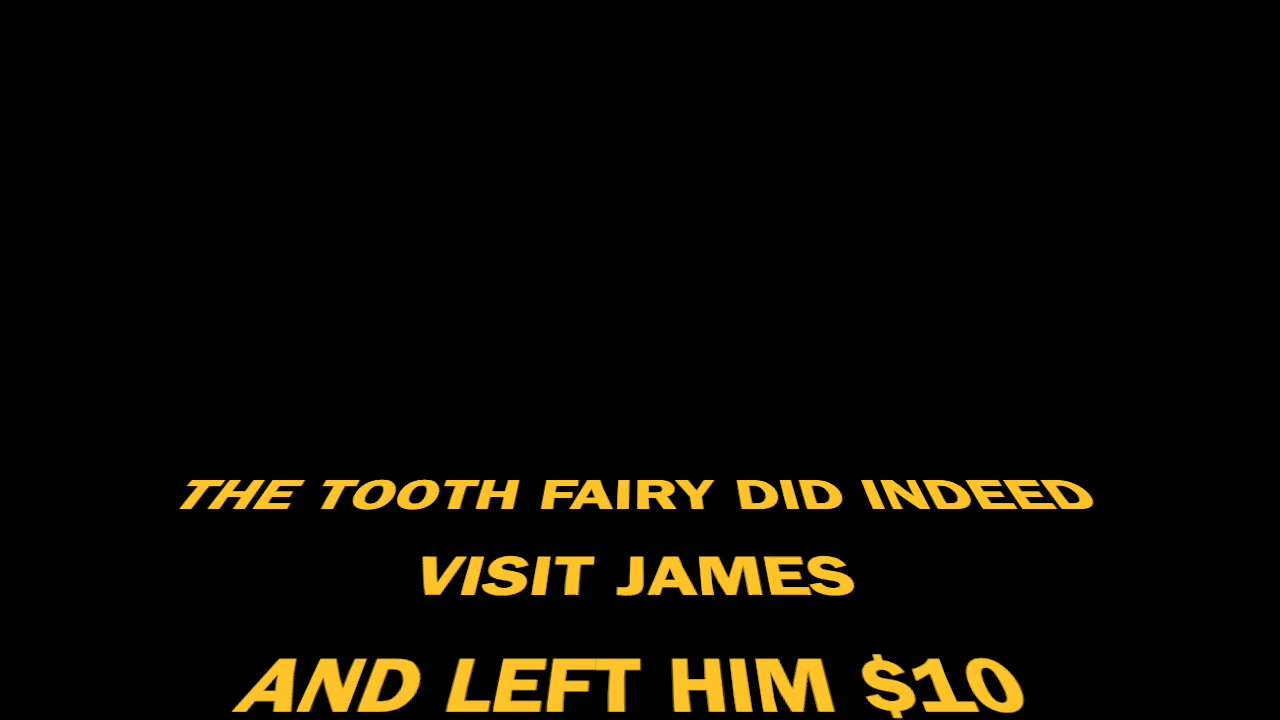 THE TOOTH FAIRY DID INDEED
VISIT JAMES
AND LEFT HIM $10